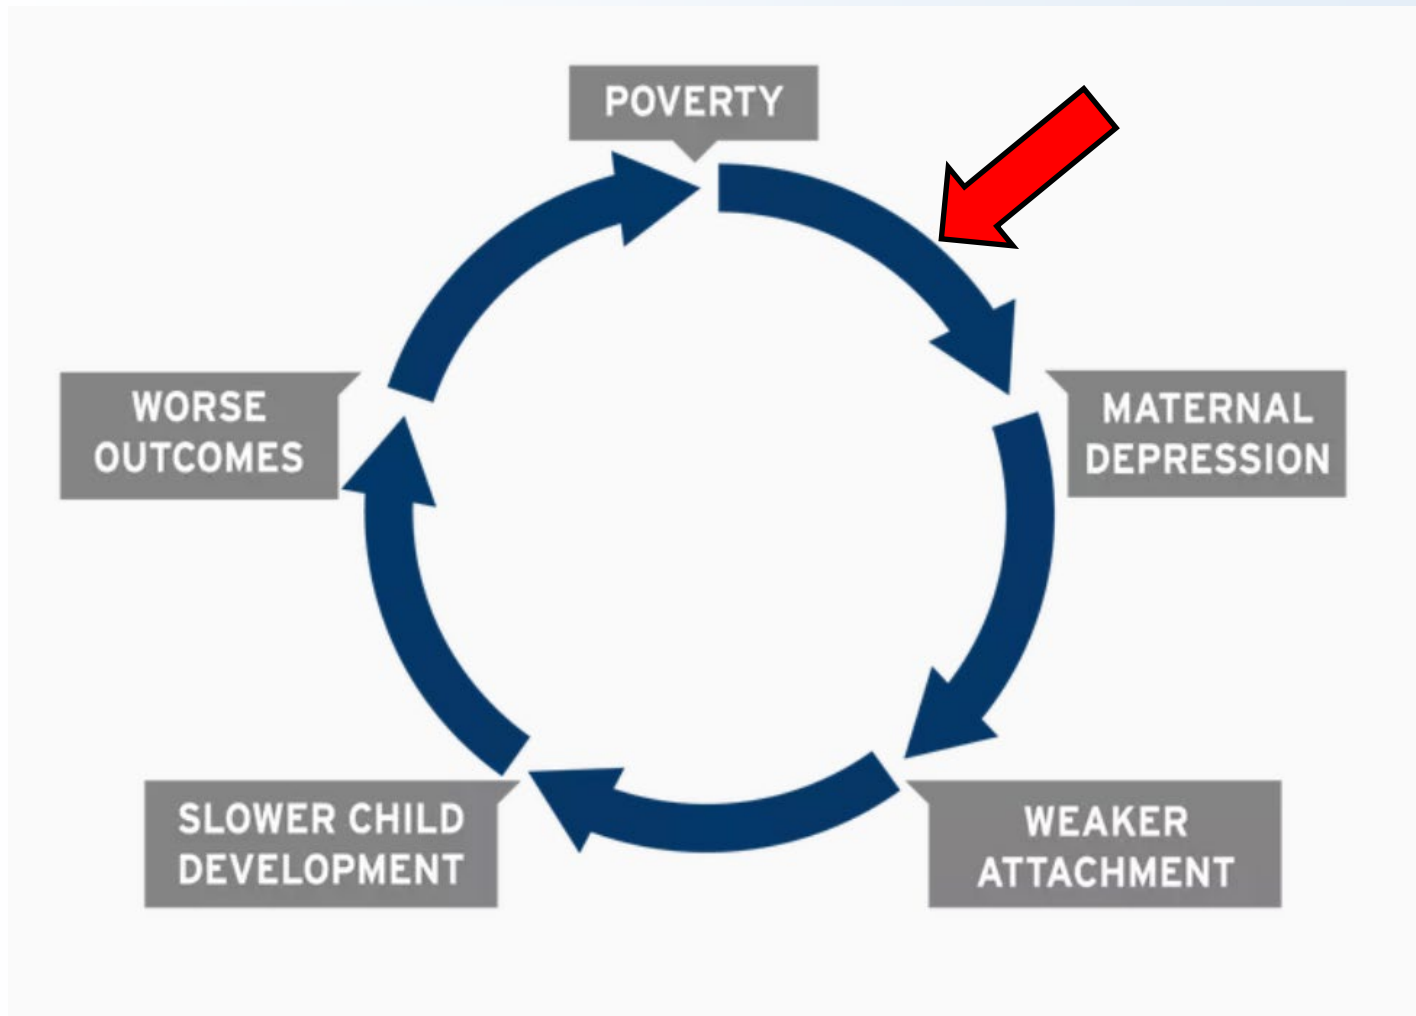 POVERTY
MATERNAL
DEPRESSION
WEAKER
ATTACHMENT
SLOWER CHILD
DEVELOPMENT
WORSE
OUTCOMES